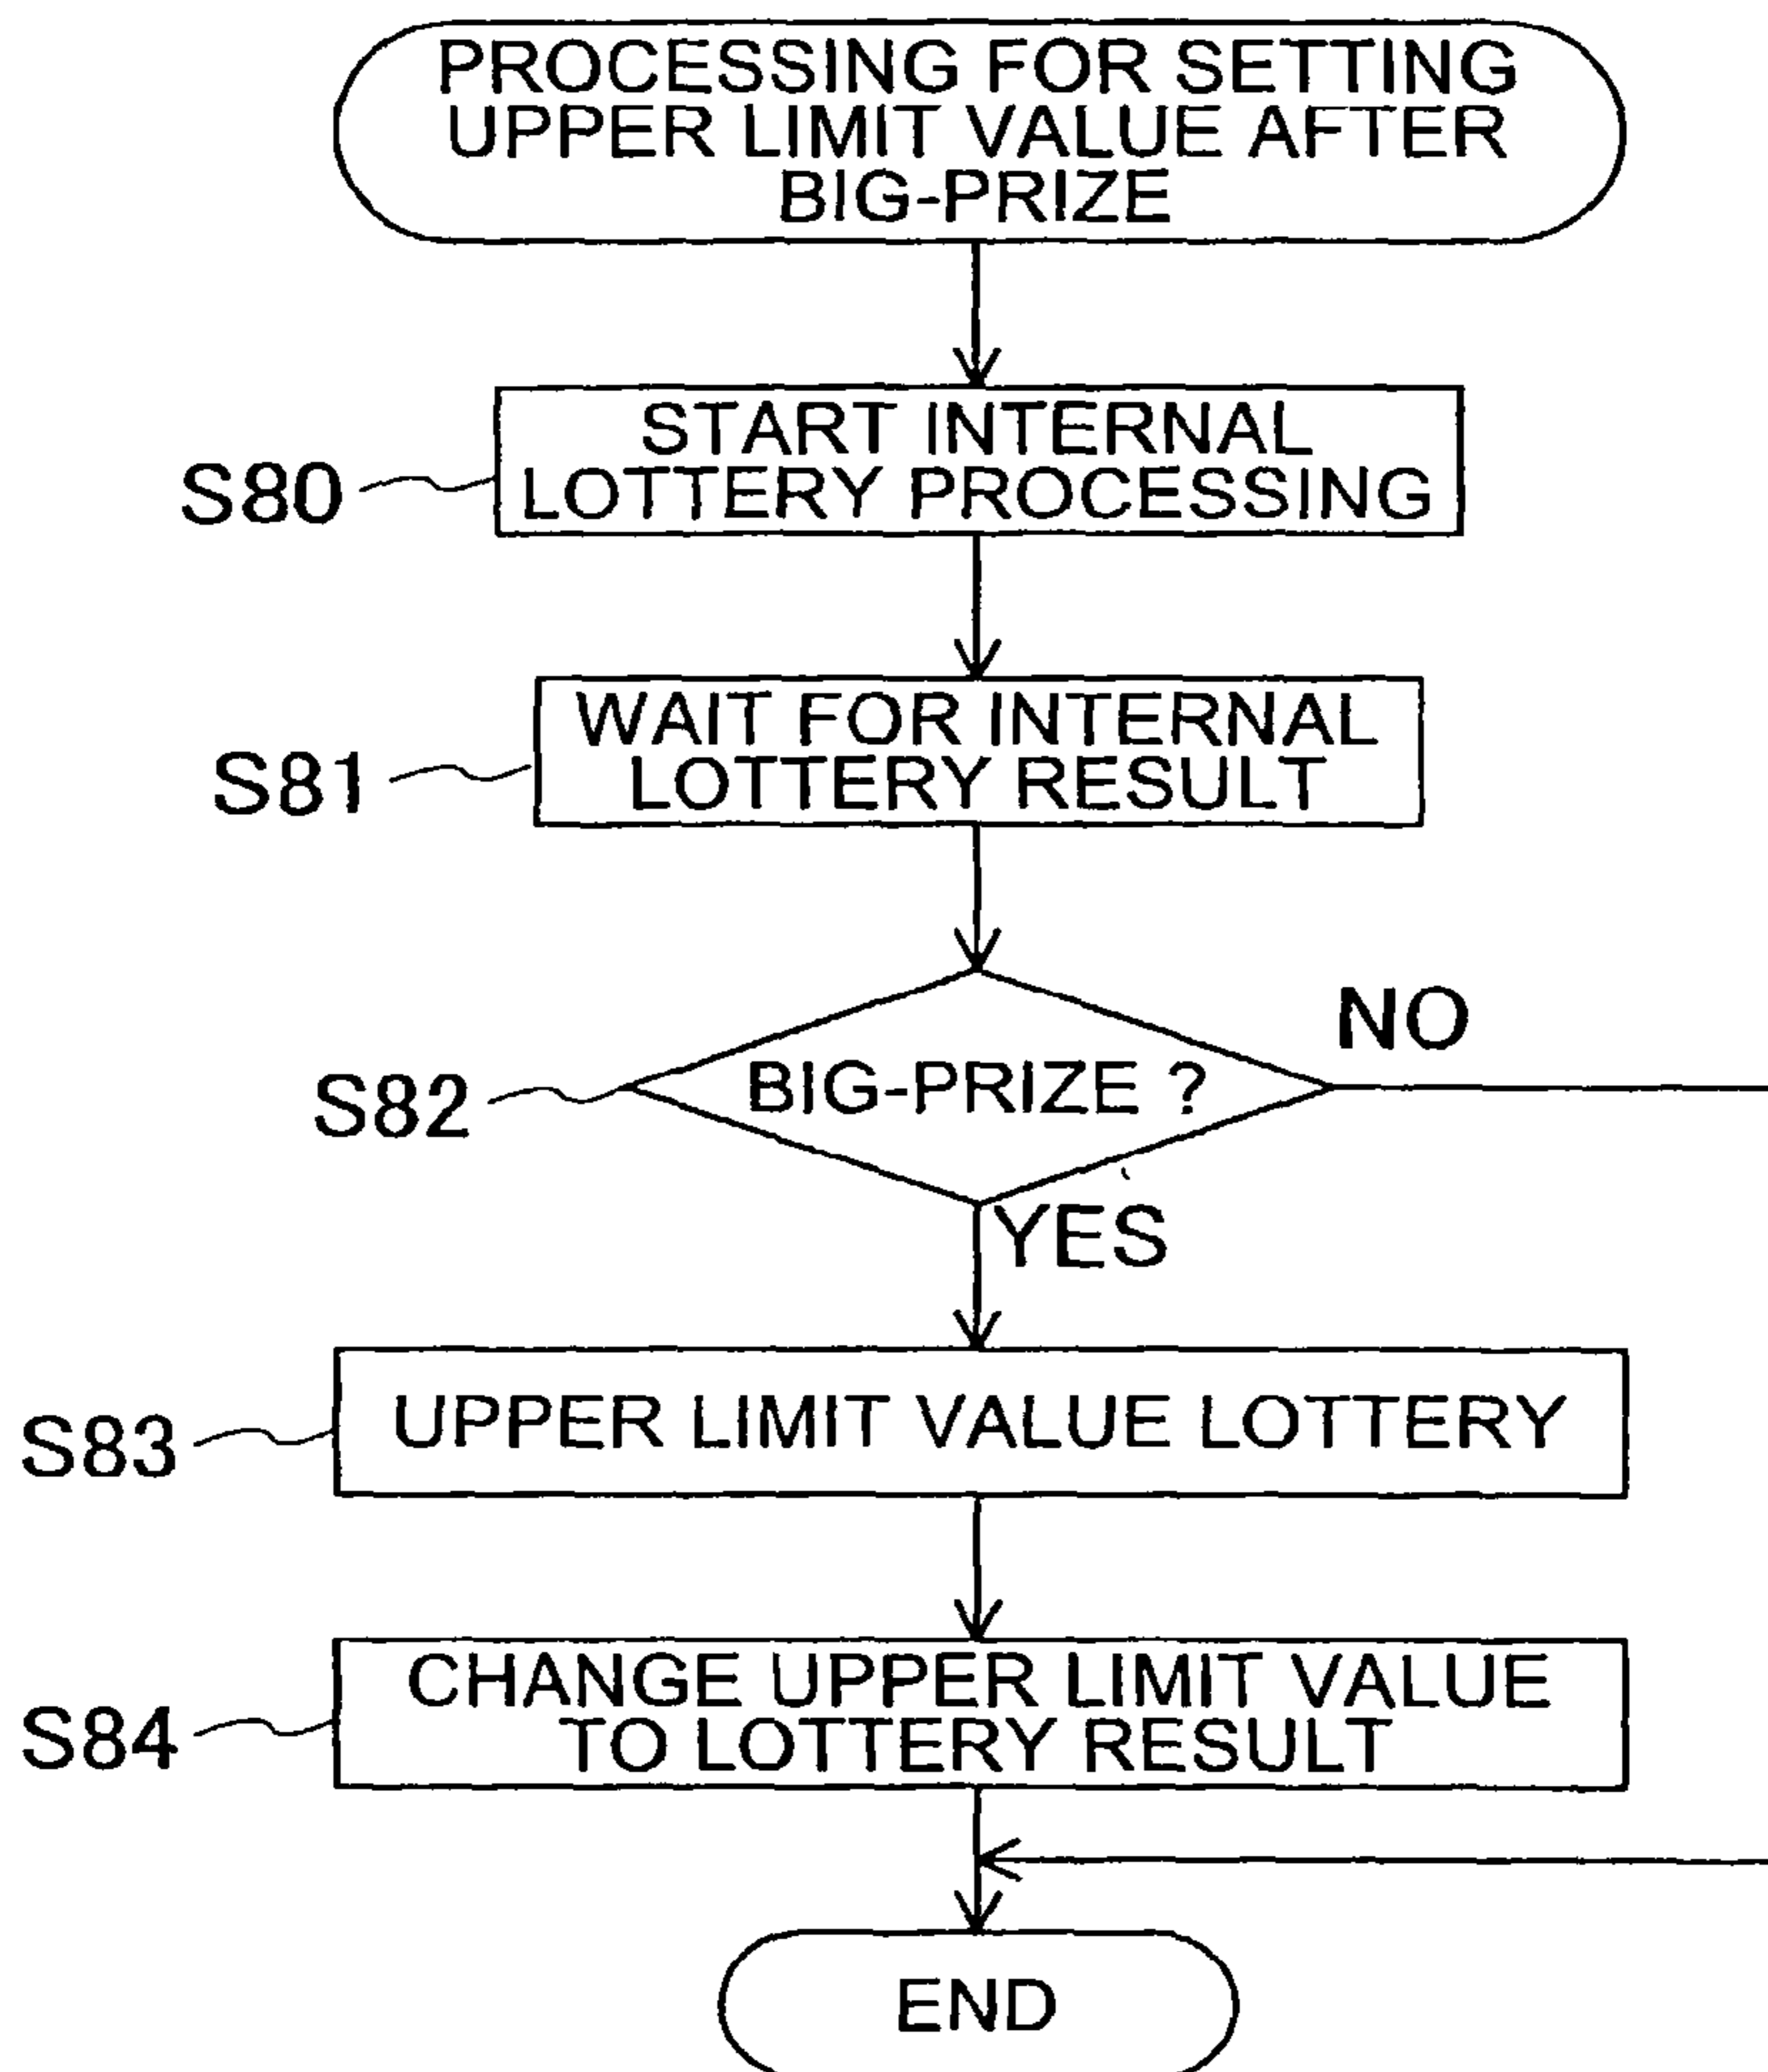 PROCESSING FOR SETTING
UPPER LIMIT VALUE AFTER
BIG-PRIZE
S80
START INTERNAL
LOTTERY PROCESSING
S81
WAIT FOR INTERNAL
LOTTERY RESULT
S82
BIG-PRIZE ?
NO
YES
S83
UPPER LIMIT VALUE LOTTERY
S84
CHANGE UPPER LIMIT VALUE
TO LOTTERY RESULT
END